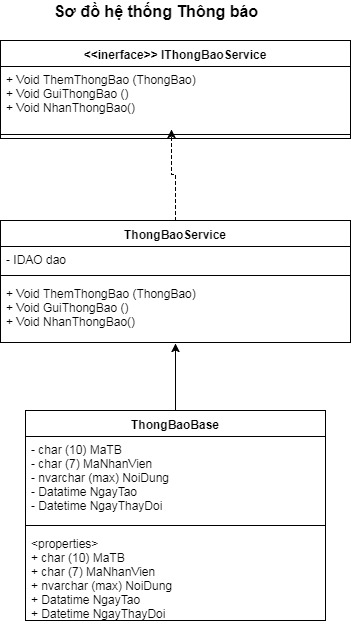 Sơ đồ hệ thống Thông báo
<<inerface>> IThongBaoService
+ Void ThemThongBao (ThongBao)
+ Void GuiThongBao ()
+ Void NhanThongBao()
ThongBaoService
- IDAO dao
+ Void ThemThongBao (ThongBao)
+ Void GuiThongBao ()
+ Void NhanThongBao()
ThongBaoBase
- char (10) MaTB
- char (7) MaNhanVien
- nvarchar (max) NoiDung
- Datatime NgayTao
- Datetime NgayThayDoi
<properties>
+ char (10) MaTB
+ char (7) MaNhanVien
+ nvarchar (max) NoiDung
+ Datatime NgayTao
+ Datetime NgayThayDoi